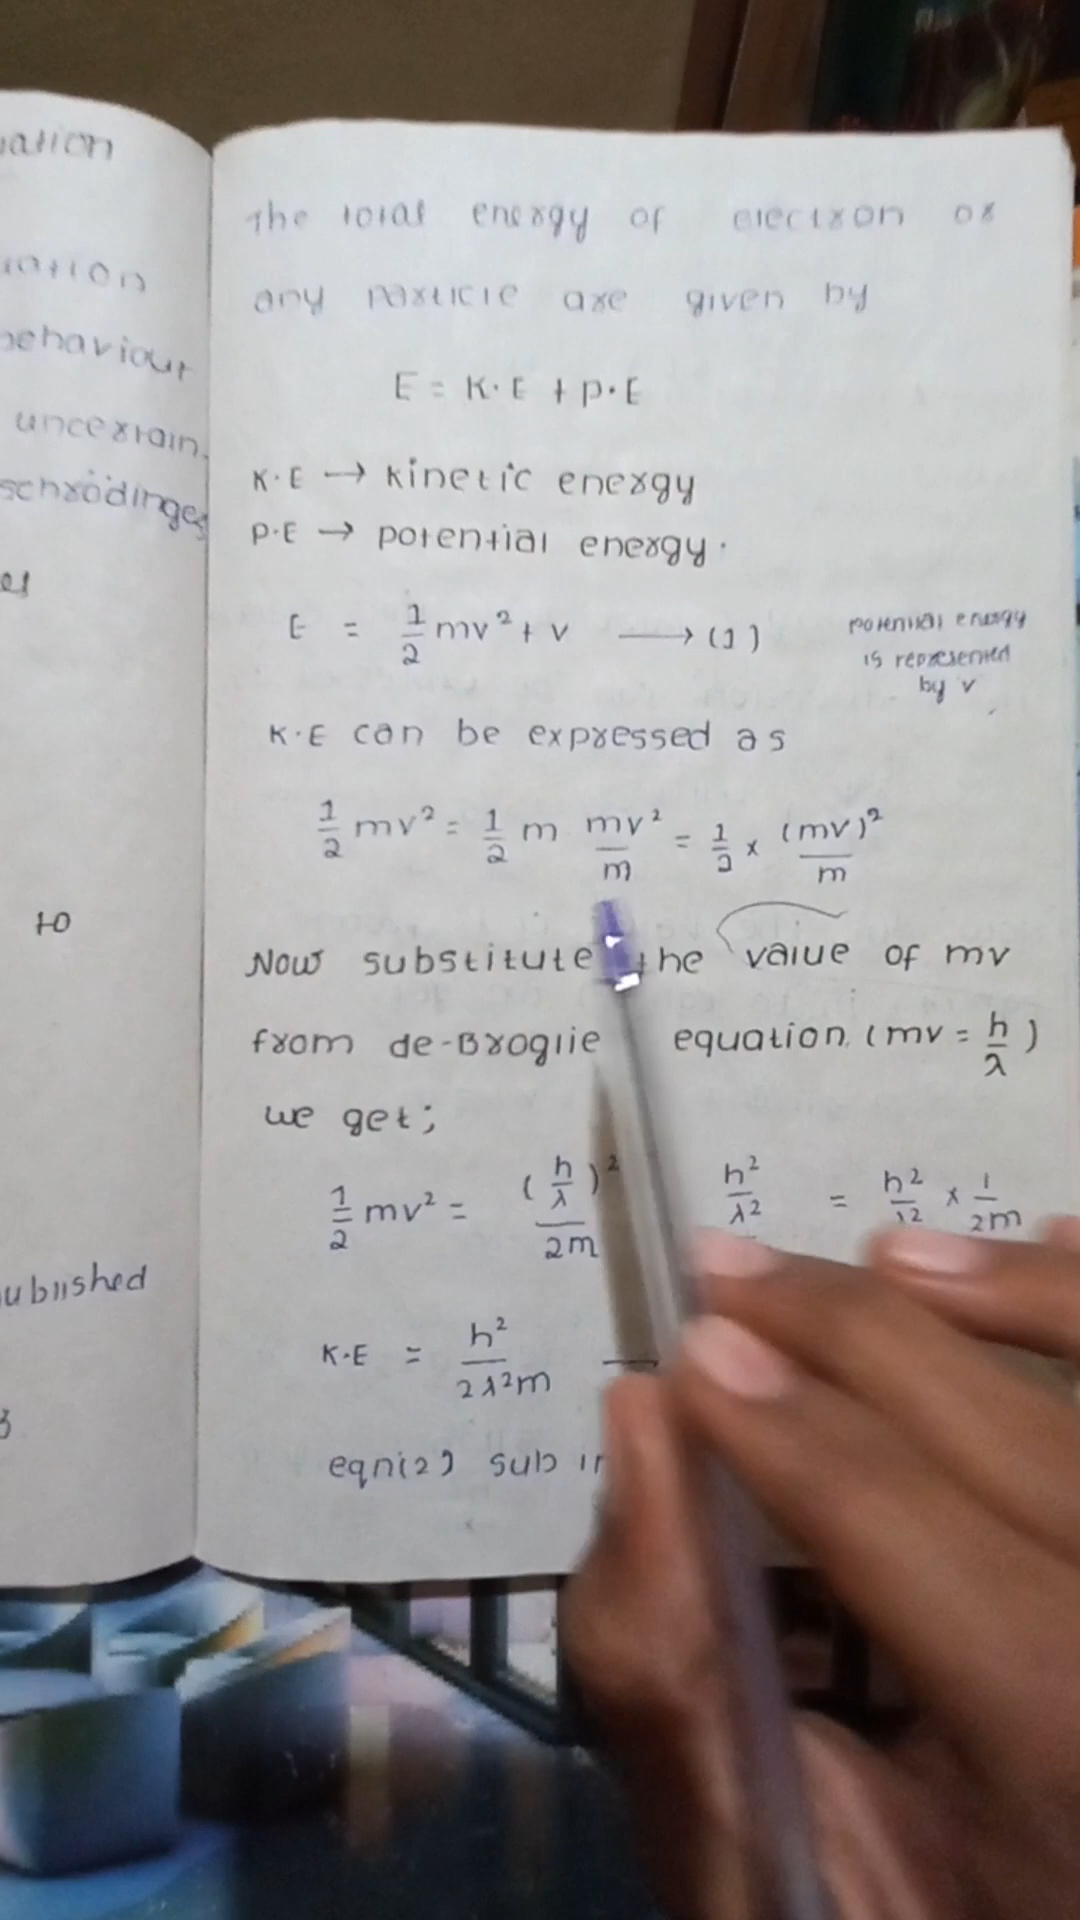 uation
uation
behaviour
uncertain.
schrödinger
to
published
The total energy of electron or
any particle are given by
E = K.E + P.E
K.E → Kinetic energy
P.E → potential energy.
E = 1/2 mv² + v → (1)
potential energy
is represented
by v
K.E can be expressed as
1/2 mv² = 1/2 m mv²/m = 1/2 × (mv)²/m
Now substitute the value of mv
from de-Broglie equation (mv = h/λ)
we get;
1/2 mv² = (h/λ)²/2m h²/λ² = h²/λ² × 1/2m
K.E = h²/2λ²m
eqn(2) sub in